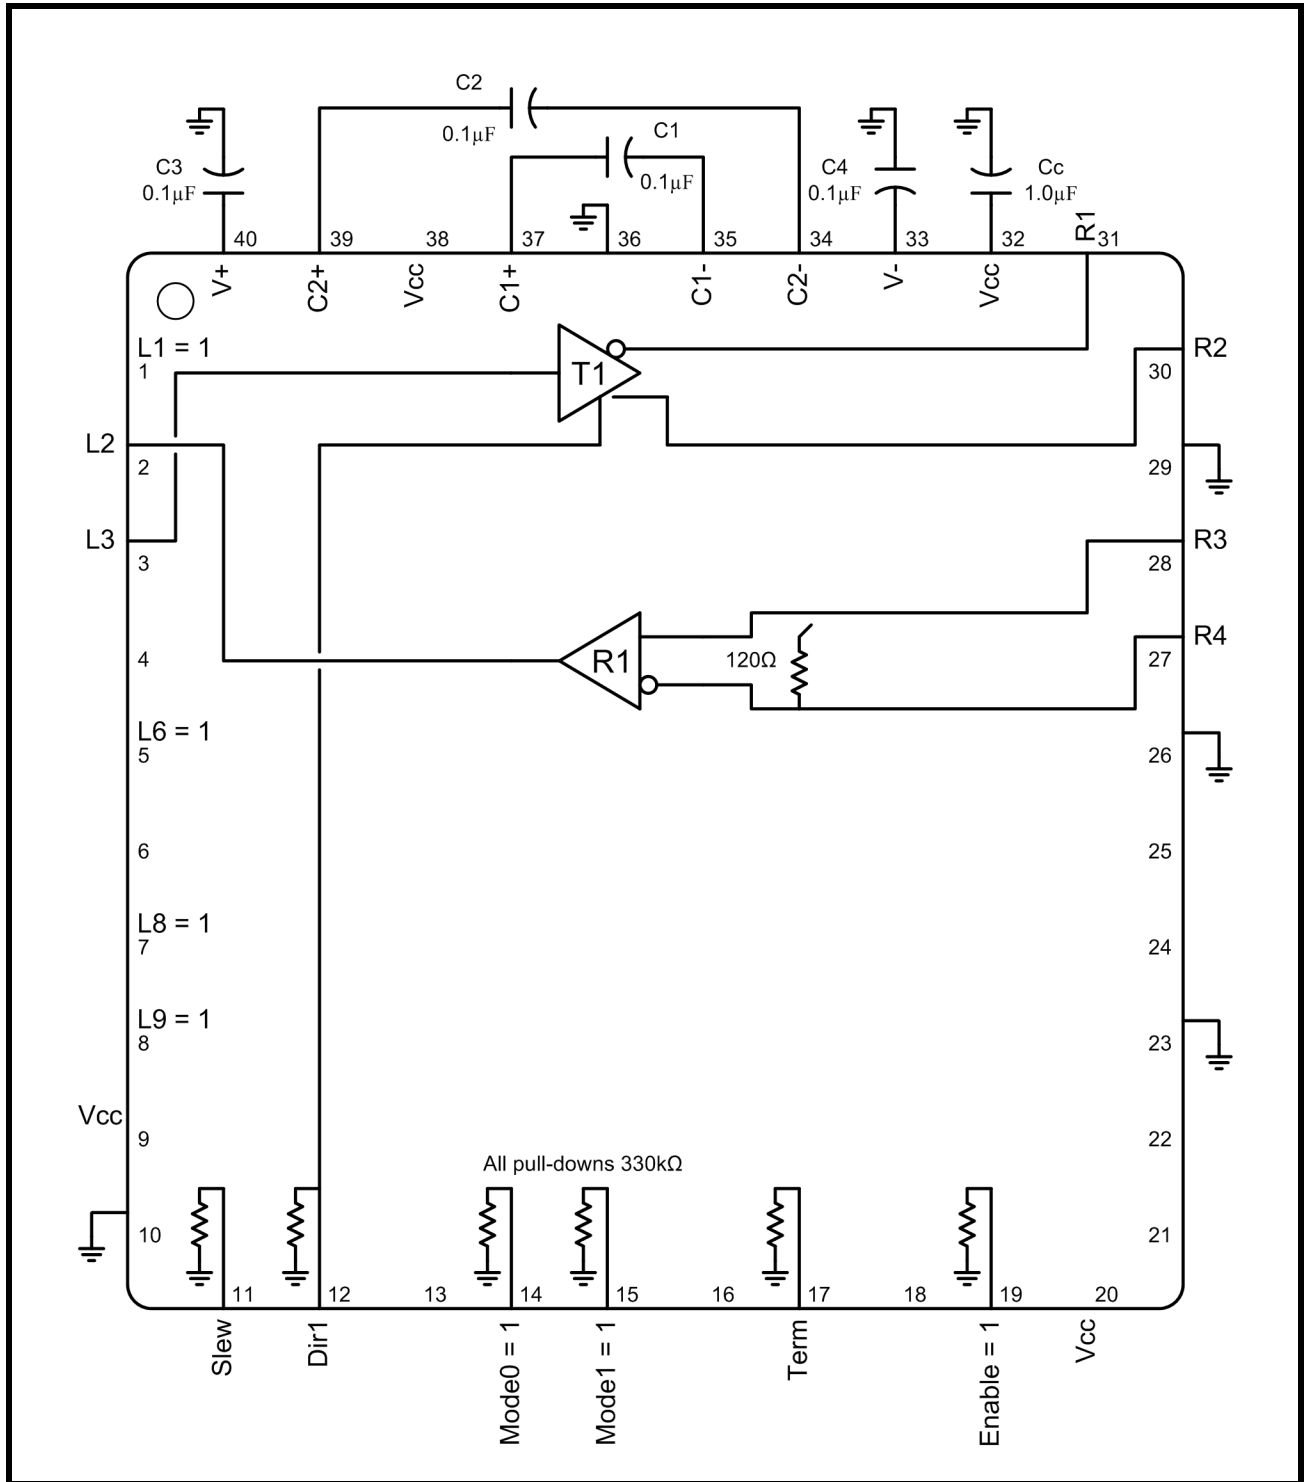 C2
0.1µF
C1
0.1µF
C3
0.1µF
C4
0.1µF
Cc
1.0µF
R1
40
39
38
37
36
35
34
33
32
31
V+
C2+
Vcc
C1+
C1-
C2-
V-
Vcc
L1 = 1
1
T1
R2
30
L2
2
29
L3
3
R3
28
4
R1
120Ω
R4
27
L6 = 1
5
26
6
25
L8 = 1
7
24
L9 = 1
8
23
Vcc
9
22
All pull-downs 330kΩ
10
21
11
12
13
14
15
16
17
18
19
20
Slew
Dir1
Mode0 = 1
Mode1 = 1
Term
Enable = 1
Vcc